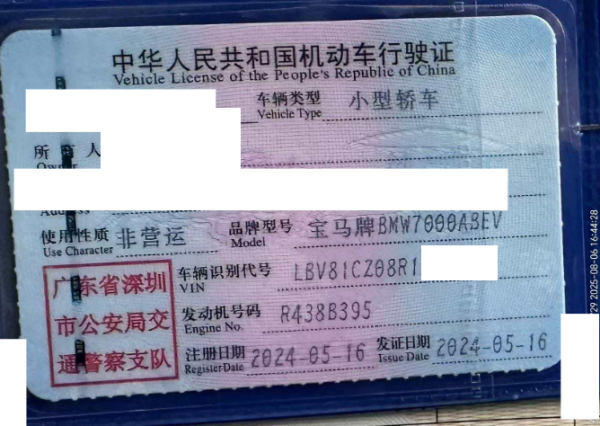 中华人民共和国机动车行驶证
Vehicle License of the People's Republic of China
车辆类型 小型轿车
Vehicle Type
所有人
Owner
Address
使用性质 非营运 品牌型号 宝马牌BMW7000ABEV
Use Character Model
广东省深圳
市公安局交
通警察支队
车辆识别代号 LBV81CZ08R1
VIN
发动机号码 R438B395
Engine No.
注册日期 2024-05-16 发证日期 2024-05-16
Register Date Issue Date
29 2025-08-06 16:44:28